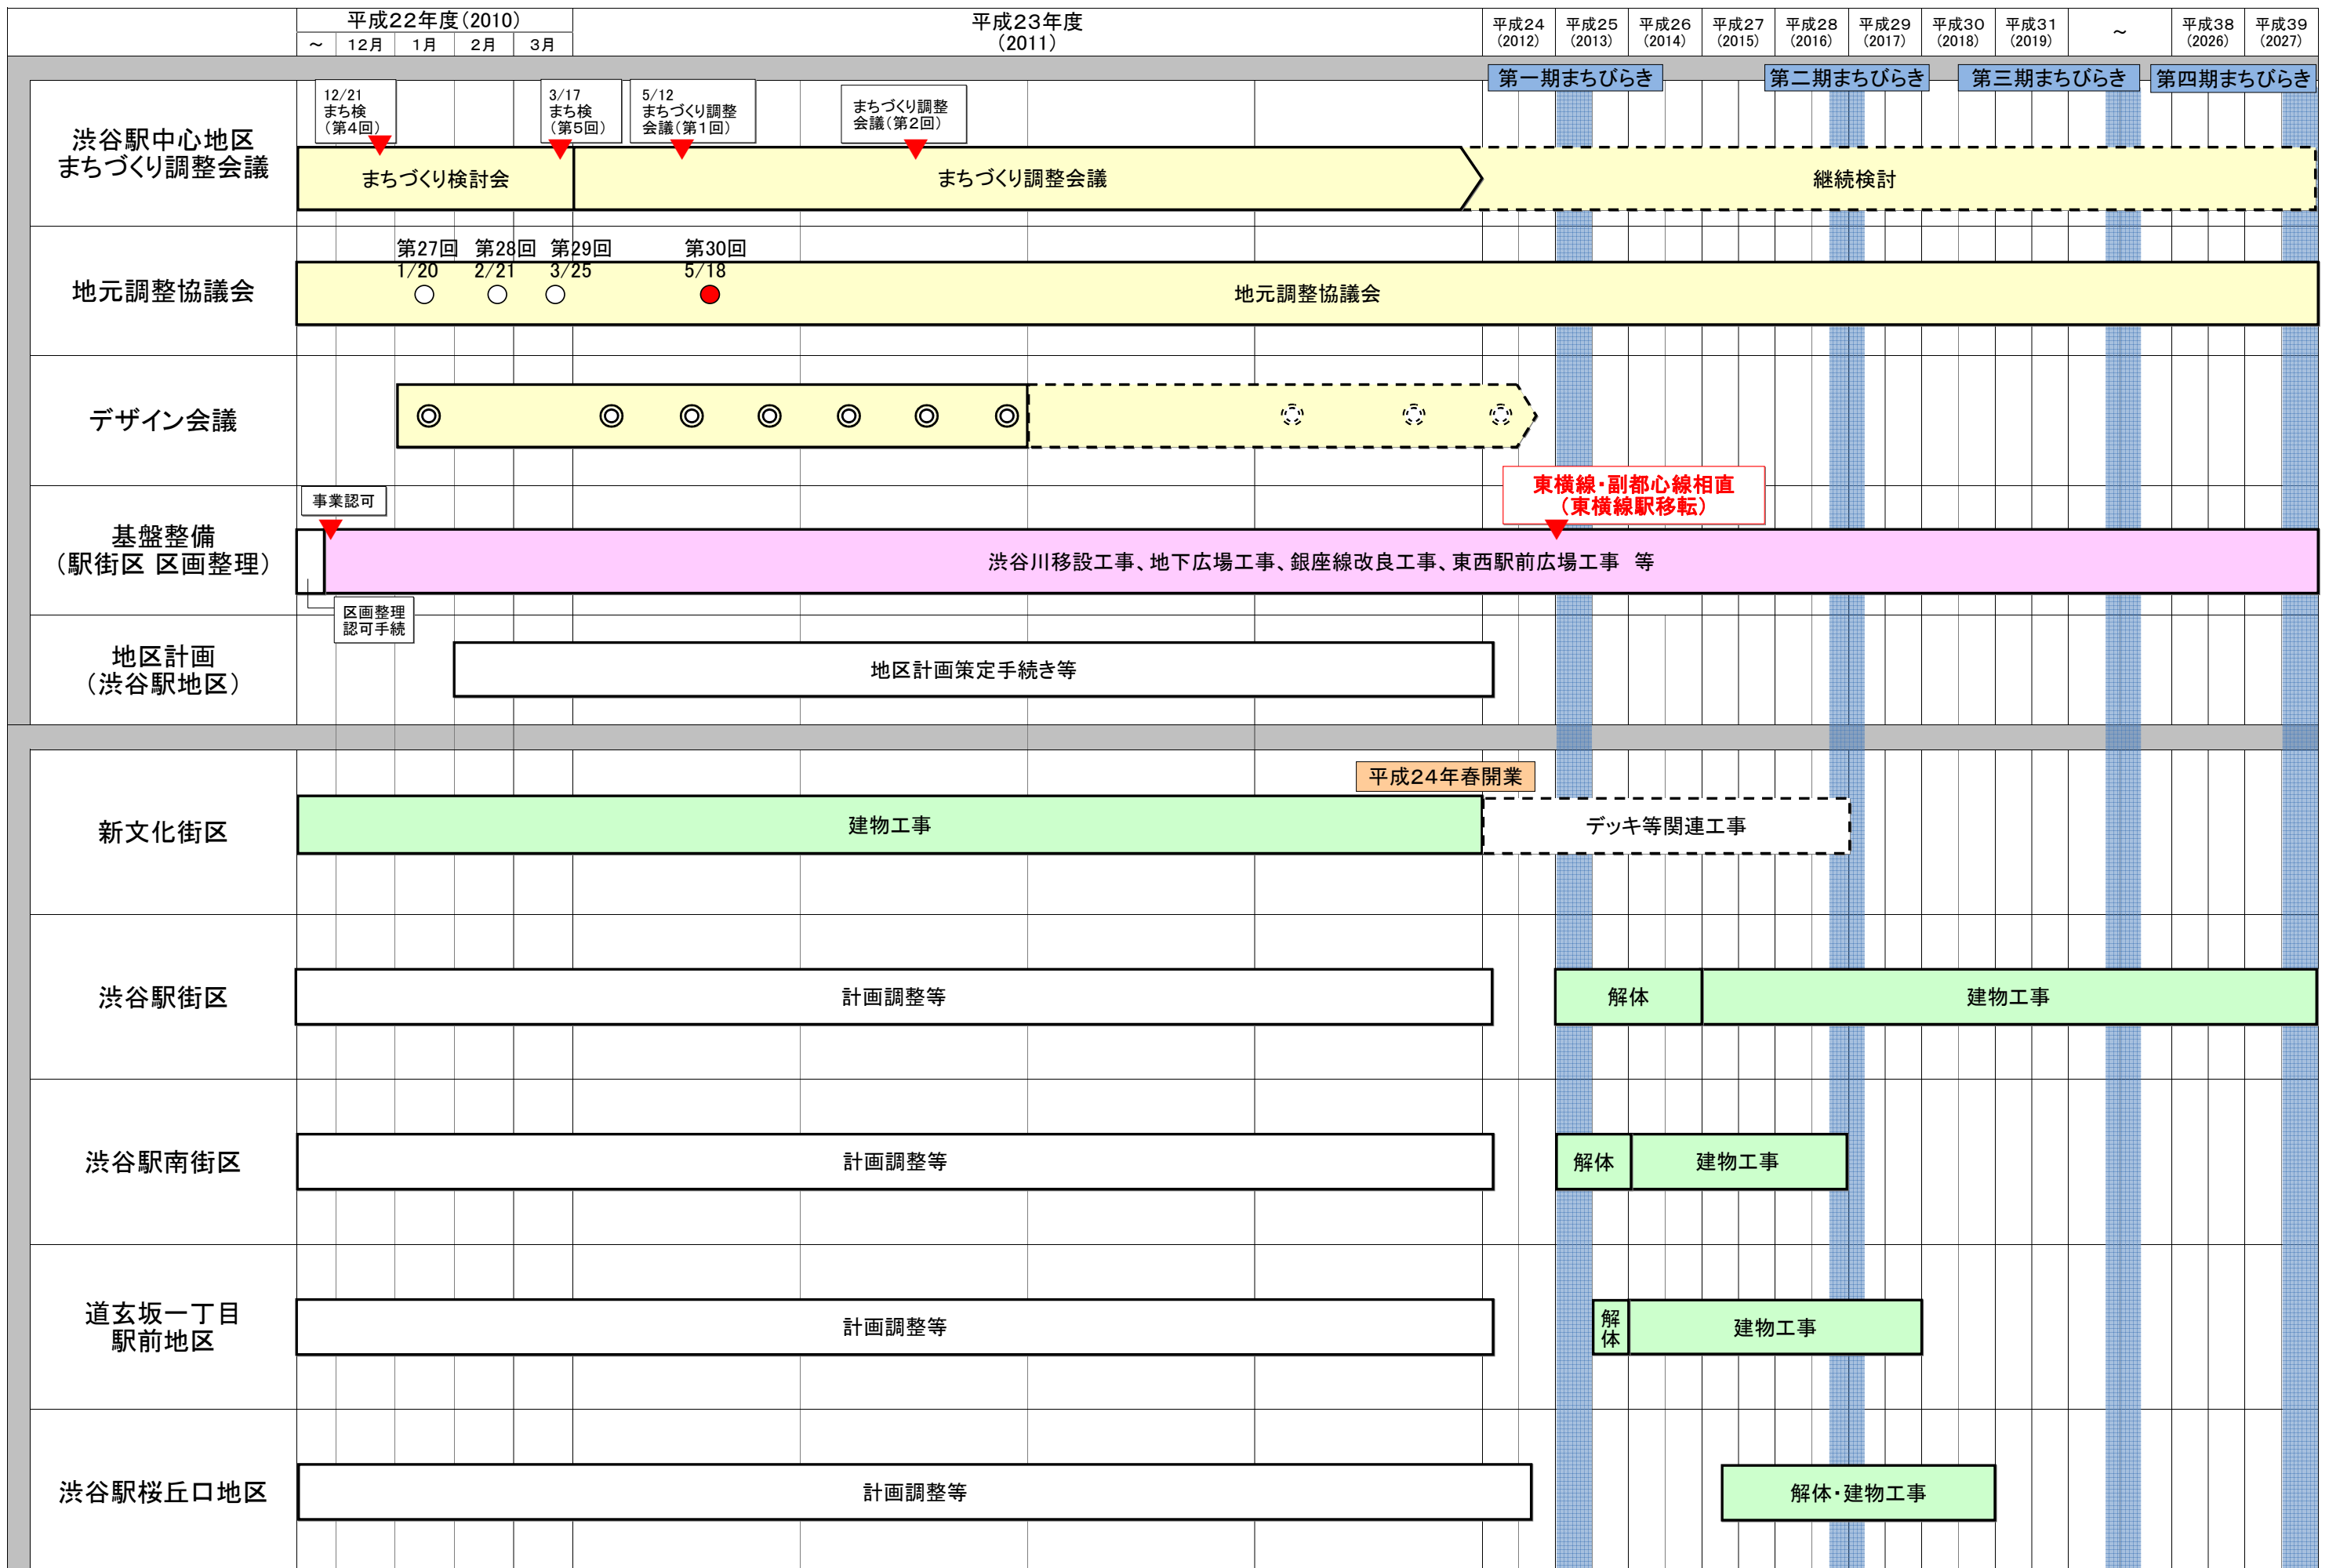 平成22年度(2010)
平成23年度
(2011)
平成24
(2012)
平成25
(2013)
平成26
(2014)
平成27
(2015)
平成28
(2016)
平成29
(2017)
平成30
(2018)
平成31
(2019)
～
平成38
(2026)
平成39
(2027)
～
12月
1月
2月
3月
第一期まちびらき
第二期まちびらき
第三期まちびらき
第四期まちびらき
渋谷駅中心地区
まちづくり調整会議
12/21
まち検
(第4回)
3/17
まち検
(第5回)
5/12
まちづくり調整
会議(第1回)
まちづくり調整
会議(第2回)
まちづくり検討会
まちづくり調整会議
継続検討
地元調整協議会
第27回
1/20
第28回
2/21
第29回
3/25
第30回
5/18
地元調整協議会
デザイン会議
基盤整備
(駅街区 区画整理)
事業認可
東横線・副都心線相直
(東横線駅移転)
渋谷川移設工事、地下広場工事、銀座線改良工事、東西駅前広場工事　等
区画整理
認可手続
地区計画
(渋谷駅地区)
地区計画策定手続き等
新文化街区
平成24年春開業
建物工事
デッキ等関連工事
渋谷駅街区
計画調整等
解体
建物工事
渋谷駅南街区
計画調整等
解体
建物工事
道玄坂一丁目
駅前地区
計画調整等
解
体
建物工事
渋谷駅桜丘口地区
計画調整等
解体・建物工事